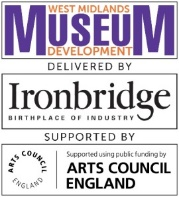 WEST MIDLANDS
MUSEUM
DEVELOPMENT
DELIVERED BY
Ironbridge
BIRTHPLACE OF INDUSTRY
SUPPORTED BY
ARTS COUNCIL
ENGLAND
Supported using public funding by
ARTS COUNCIL
ENGLAND